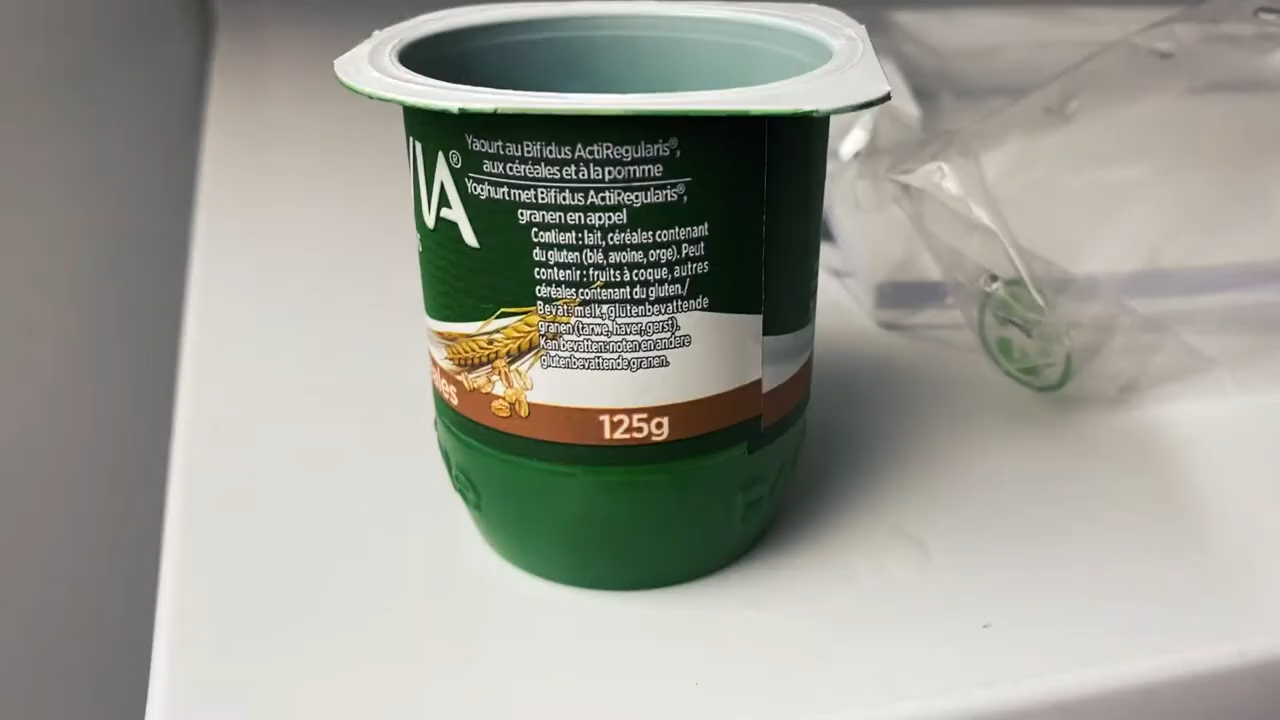 VIA®
Yaourt au Bifidus ActiRegularis®,
aux céréales et à la pomme
Yoghurt met Bifidus ActiRegularis®,
granen en appel
Contient : lait, céréales contenant
du gluten (blé, avoine, orge). Peut
contenir : fruits à coque, autres
céréales contenant du gluten./
Bevat: melk, glutenbevattende
granen (tarwe, haver, gerst).
Kan bevatten: noten en andere
glutenbevattende granen.
les
125g